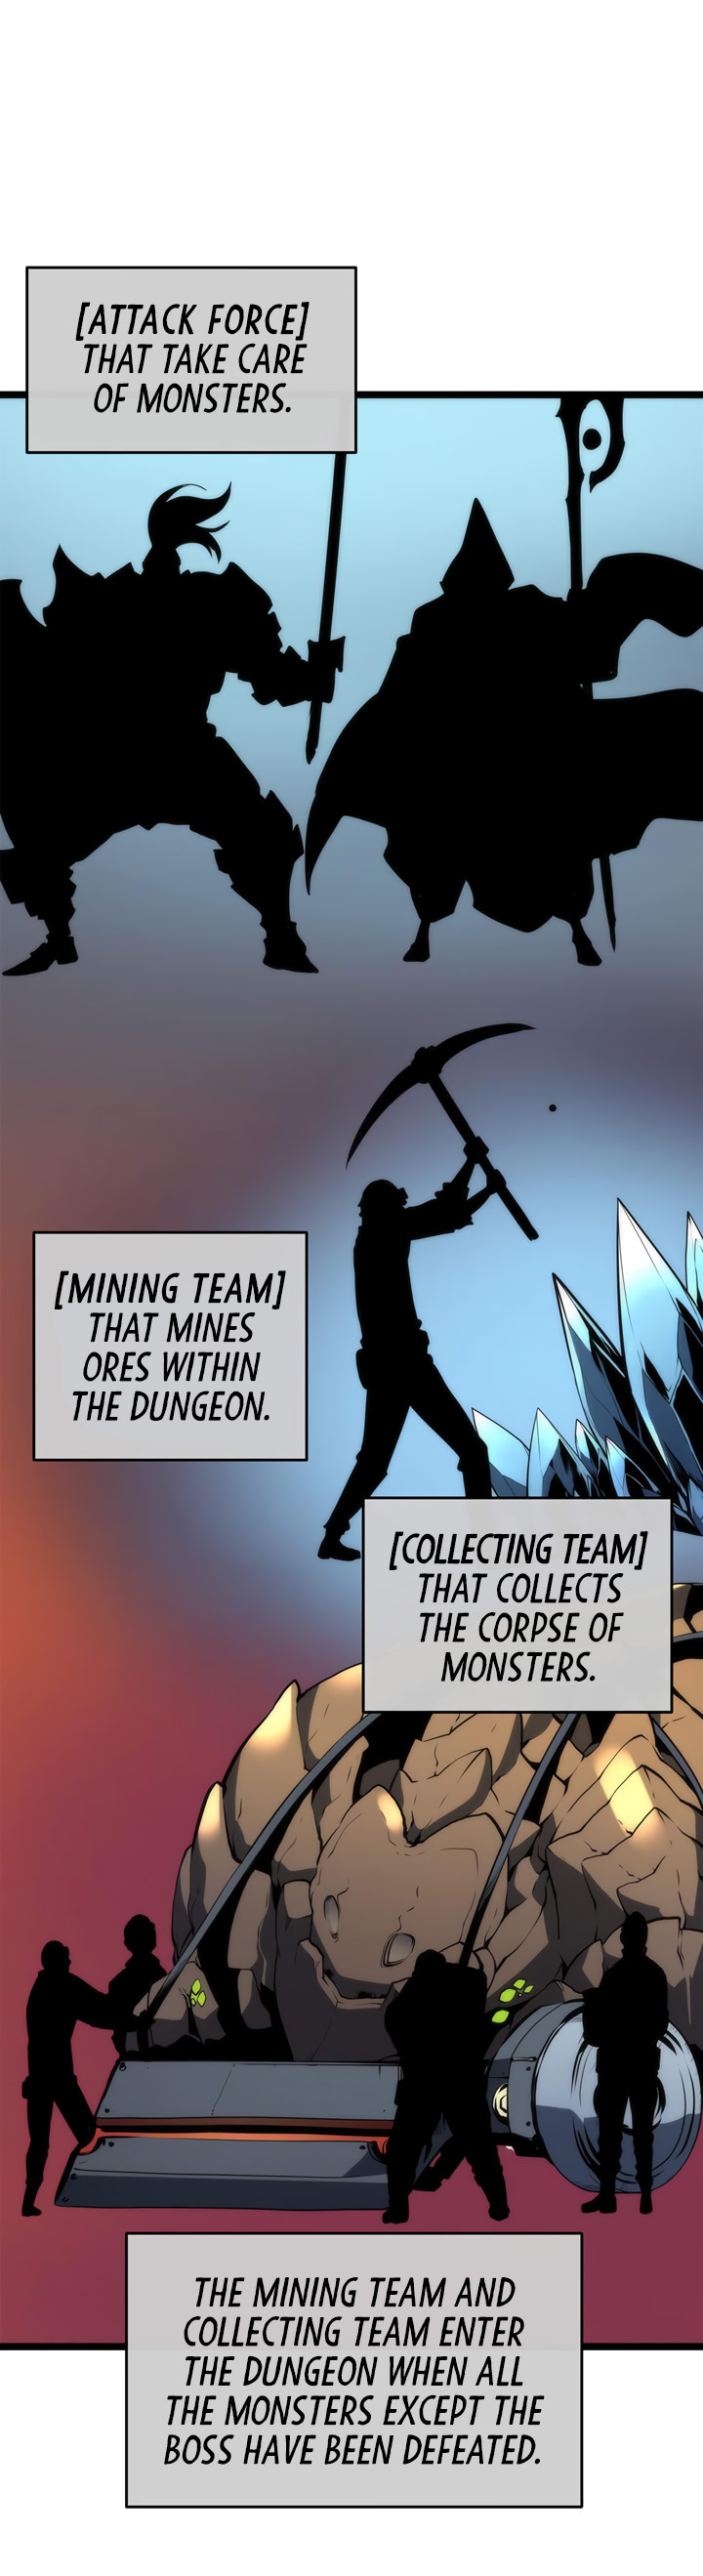 [ATTACK FORCE]
THAT TAKE CARE
OF MONSTERS.
[MINING TEAM]
THAT MINES
ORES WITHIN
THE DUNGEON.
[COLLECTING TEAM]
THAT COLLECTS
THE CORPSE OF
MONSTERS.
THE MINING TEAM AND
COLLECTING TEAM ENTER
THE DUNGEON WHEN ALL
THE MONSTERS EXCEPT THE
BOSS HAVE BEEN DEFEATED.